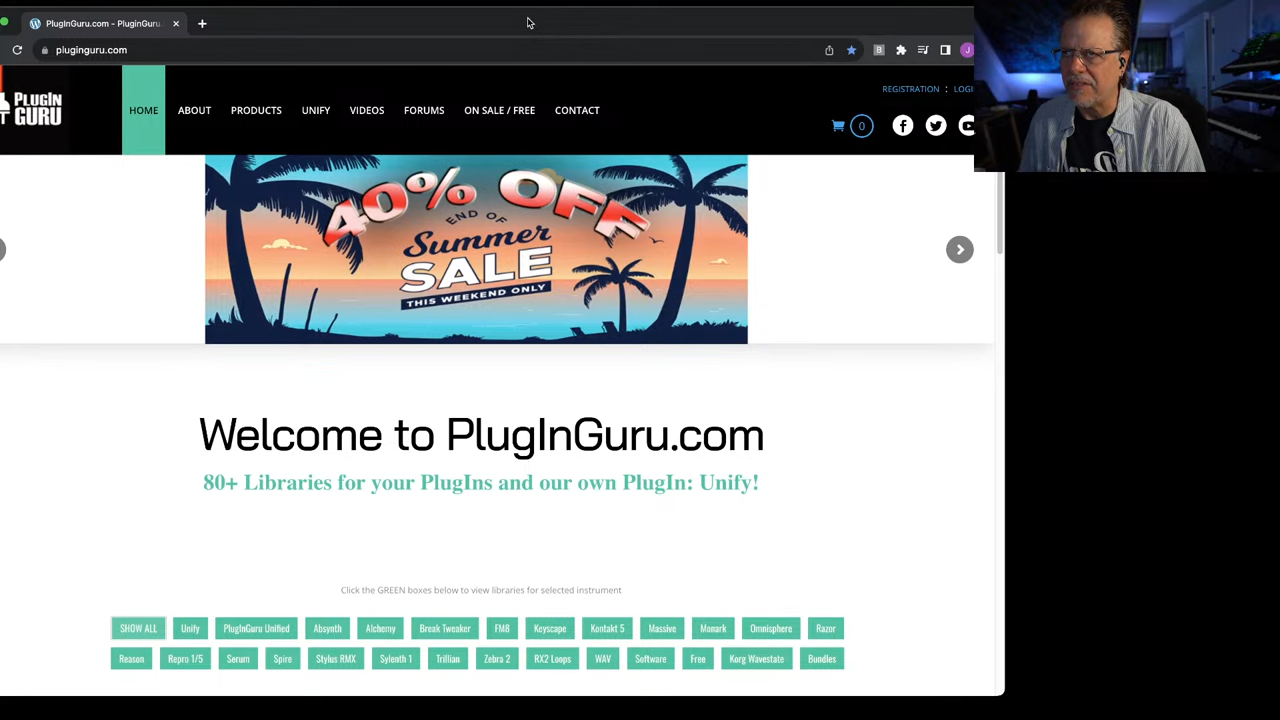 PlugInGuru.com - PluginGuru.
pluginguru.com
PLUGIN
GURU
HOME ABOUT PRODUCTS UNIFY VIDEOS FORUMS ON SALE / FREE CONTACT
REGISTRATION : LOGI
0
40% OFF
END OF
Summer
SALE
THIS WEEKEND ONLY
Welcome to PlugInGuru.com
80+ Libraries for your PlugIns and our own PlugIn: Unify!
Click the GREEN boxes below to view libraries for selected instrument
SHOW ALL Unify PlugInGuru Unified Absynth Alchemy Break Tweaker FM8 Keyscape Kontakt 5 Massive Monark Omnisphere Razor
Reason Repro 1/5 Serum Spire Stylus RMX Sylenth 1 Trillian Zebra 2 RX2 Loops WAV Software Free Korg Wavestate Bundles